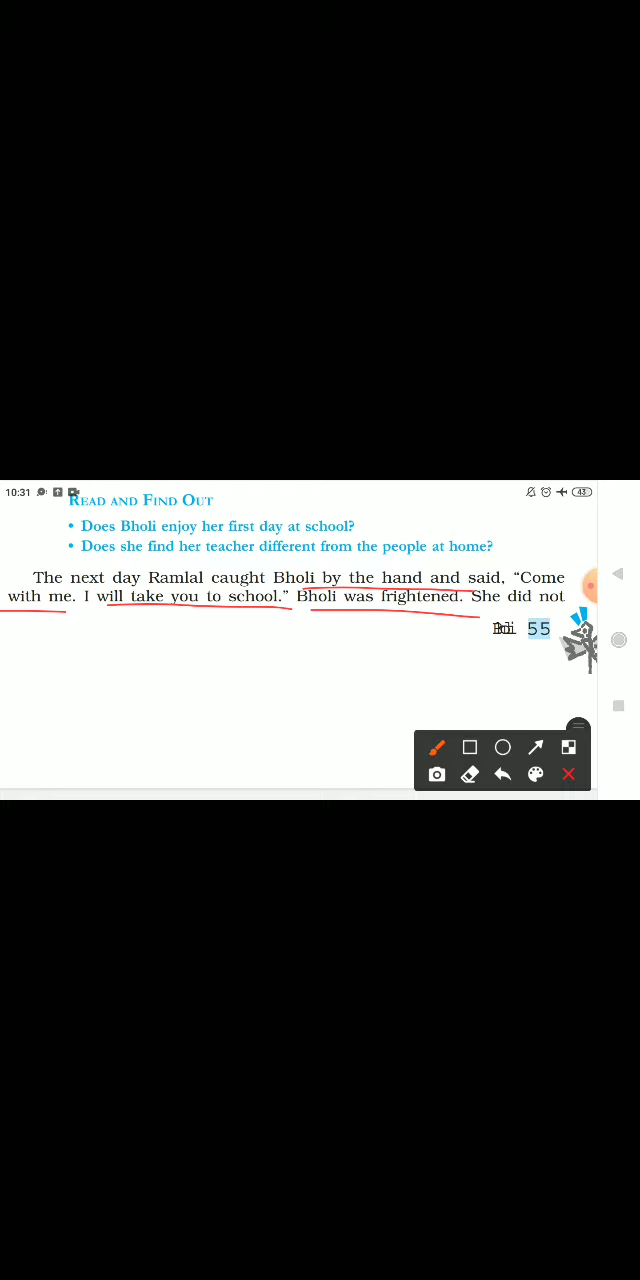 10:31
43
READ AND FIND OUT
• Does Bholi enjoy her first day at school?
• Does she find her teacher different from the people at home?
The next day Ramlal caught Bholi by the hand and said, “Come
with me. I will take you to school.” Bholi was frightened. She did not
55